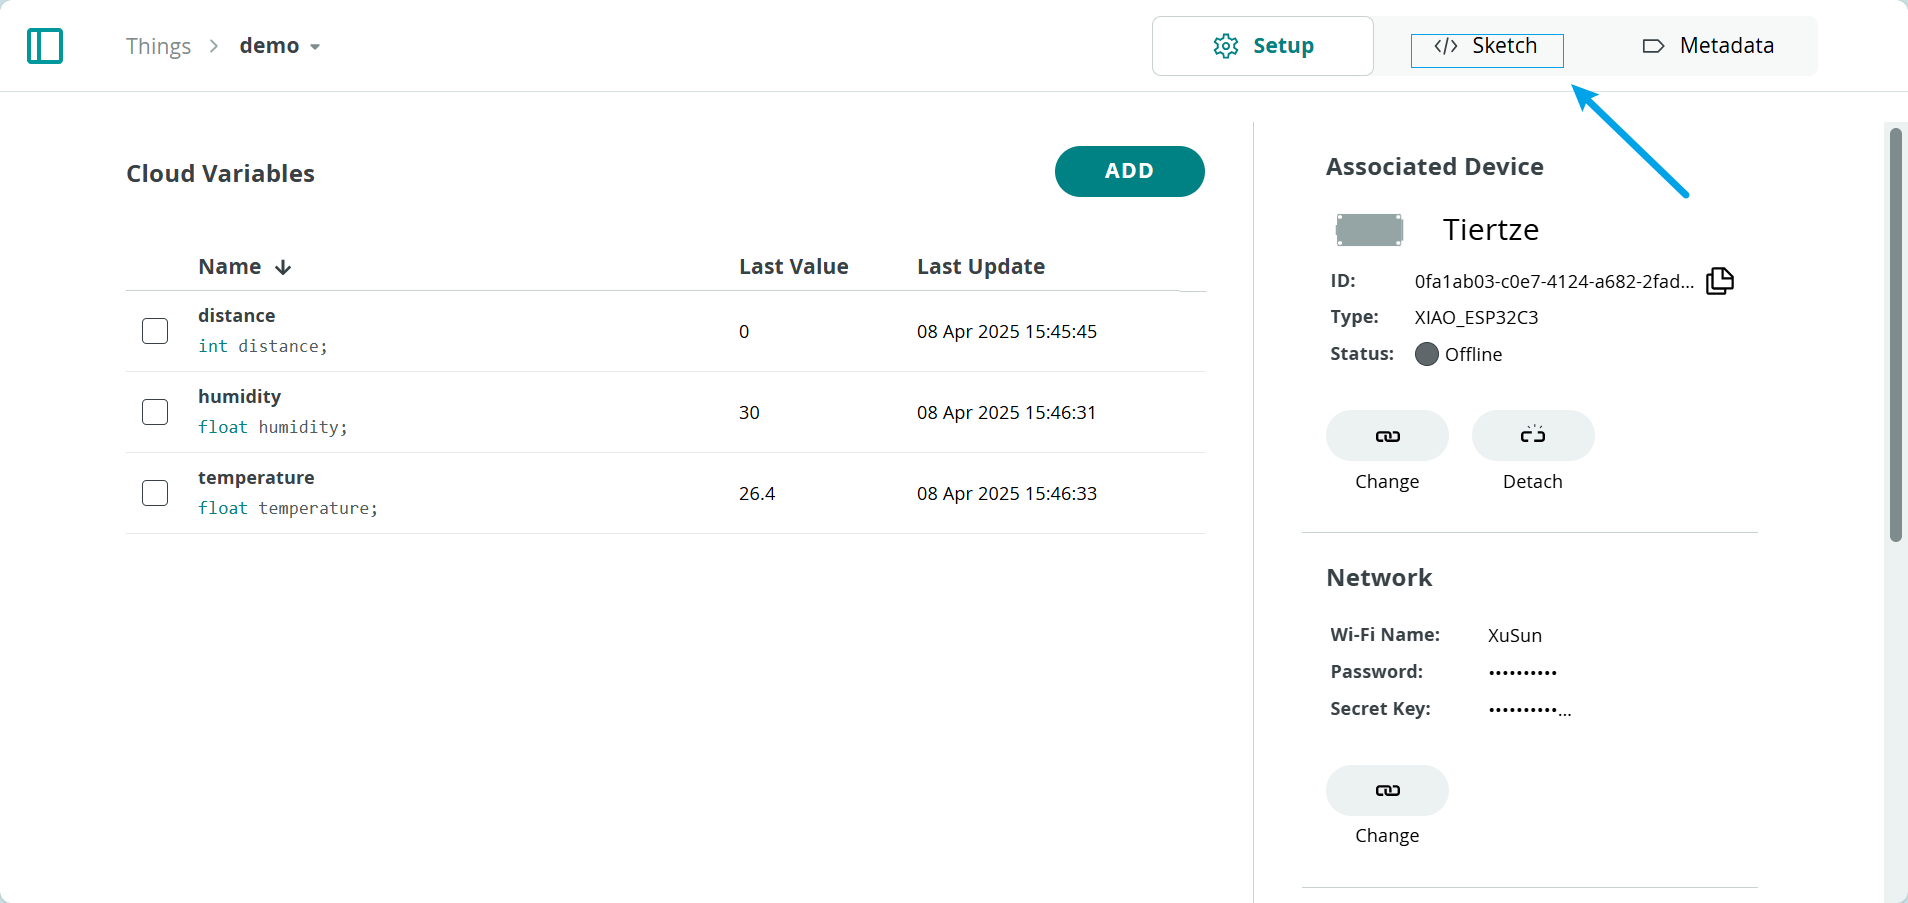 Things > demo
Setup
</> Sketch
Metadata
Cloud Variables
ADD
Name Last Value Last Update
distance
int distance;
0
08 Apr 2025 15:45:45
humidity
float humidity;
30
08 Apr 2025 15:46:31
temperature
float temperature;
26.4
08 Apr 2025 15:46:33
Associated Device
Tiertze
ID: 0fa1ab03-c0e7-4124-a682-2fad...
Type: XIAO_ESP32C3
Status: Offline
Change
Detach
Network
Wi-Fi Name: XuSun
Password: ••••••••••
Secret Key: ••••••••••...
Change